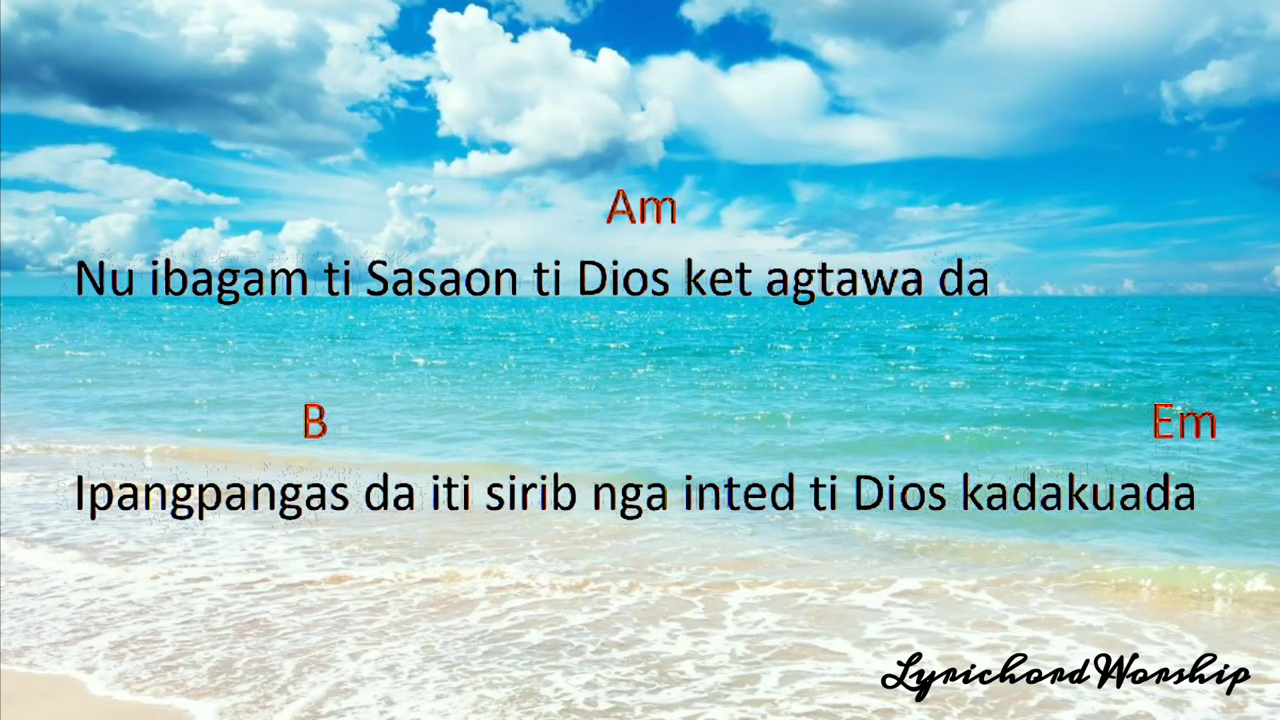 Am
Nu ibagam ti Sasaon ti Dios ket agtawa da
B Em
Ipangpangas da iti sirib nga inted ti Dios kadakuada
LyrichordWorship